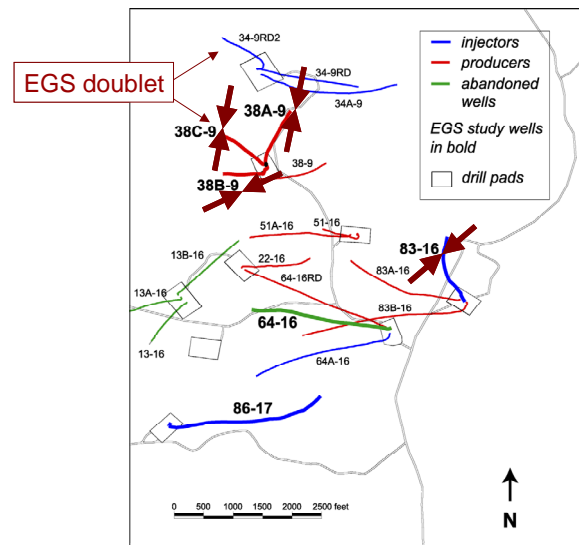 34-9RD2
EGS doublet
34-9RD
34A-9
38A-9
38C-9
38-9
38B-9
51A-16
51-16
13B-16
22-16
83-16
83A-16
64-16RD
13A-16
83B-16
64-16
13-16
64A-16
86-17
injectors
producers
abandoned
wells
EGS study wells
in bold
drill pads
0 500 1000 1500 2000 2500 feet
N